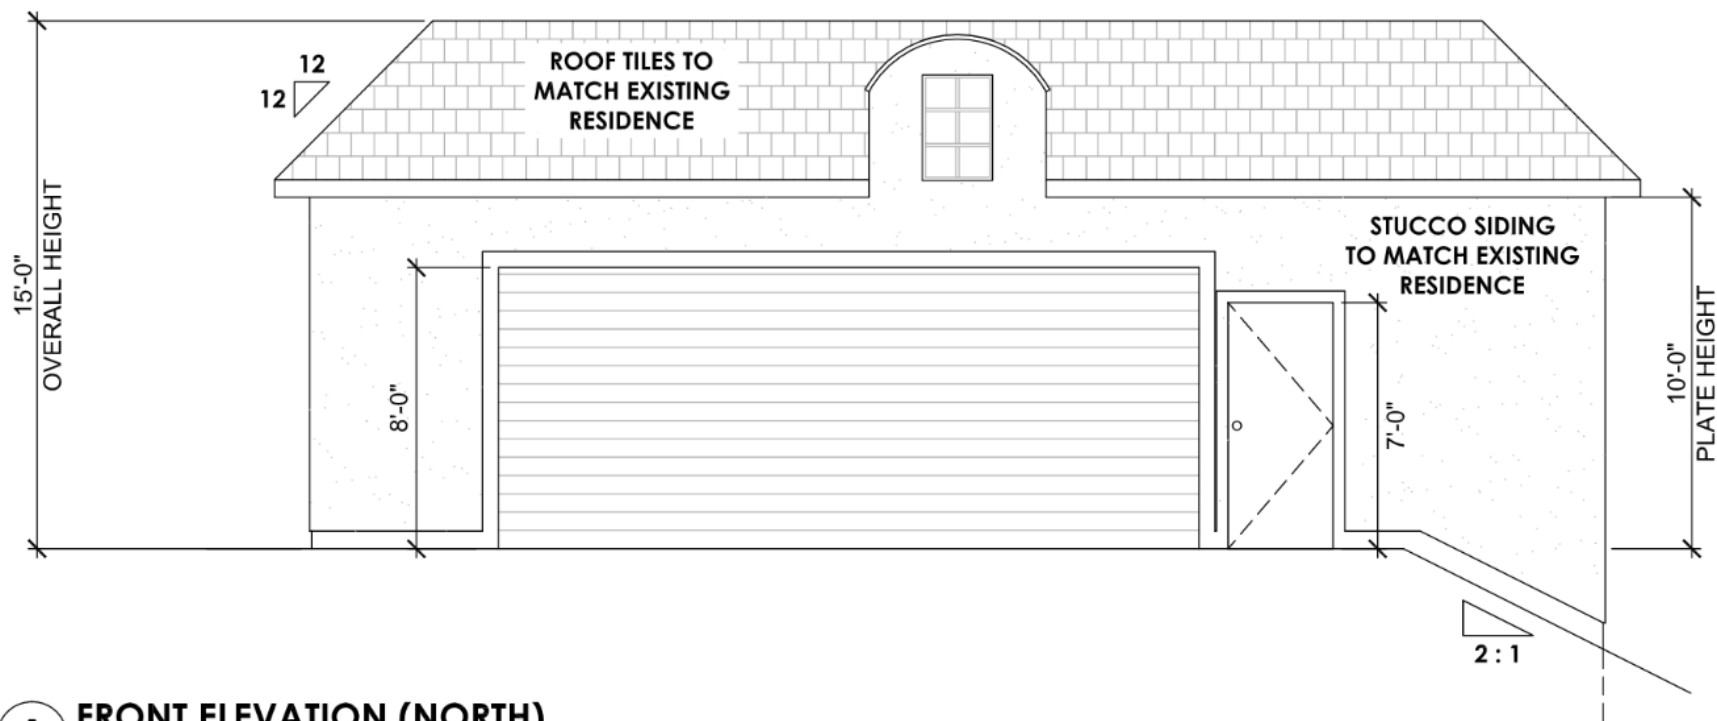 12
12
ROOF TILES TO
MATCH EXISTING
RESIDENCE
15'-0"
OVERALL HEIGHT
STUCCO SIDING
TO MATCH EXISTING
RESIDENCE
8'-0"
7'-0"
10'-0"
PLATE HEIGHT
2 : 1
FRONT ELEVATION (NORTH)